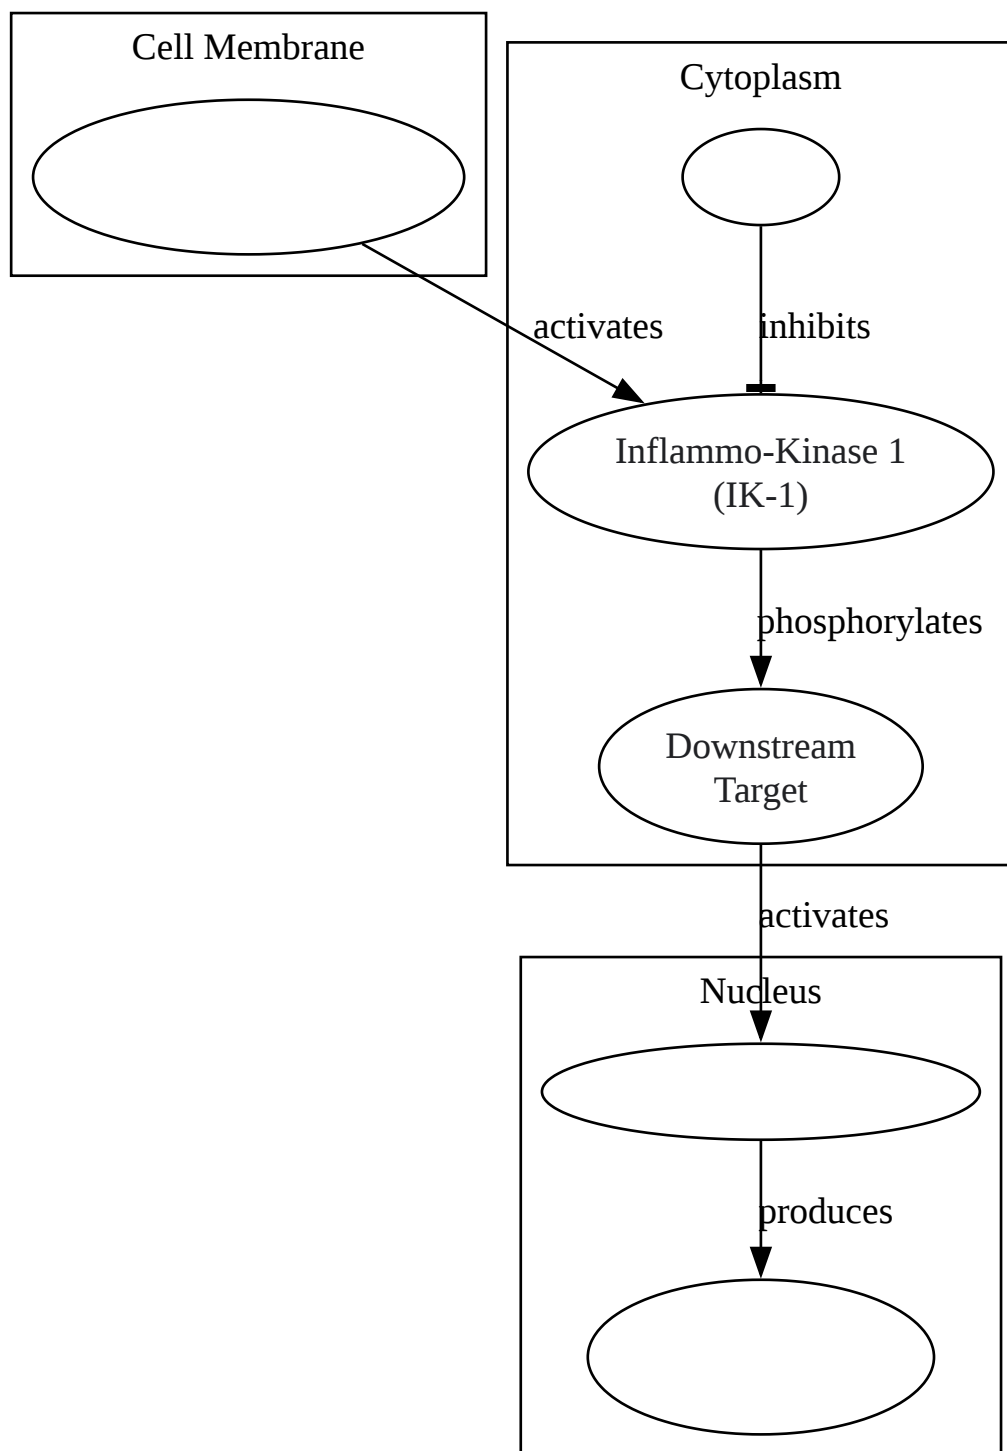 Cell Membrane
Cytoplasm
activates
inhibits
Inflammo-Kinase 1
(IK-1)
phosphorylates
Downstream
Target
activates
Nucleus
produces